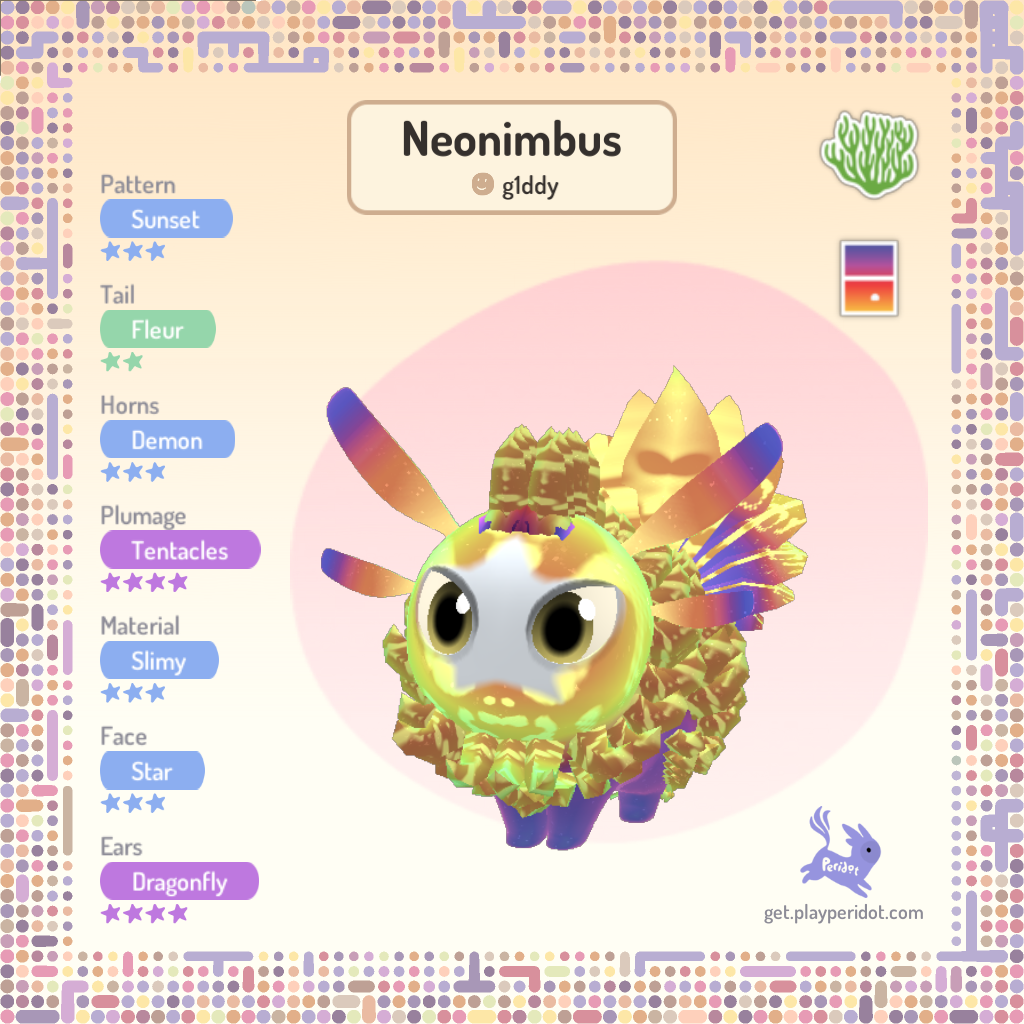 Neonimbus
g1ddy
Pattern
Sunset
Tail
Fleur
Horns
Demon
Plumage
Tentacles
Material
Slimy
Face
Star
Ears
Dragonfly
Peridot
get.playperidot.com